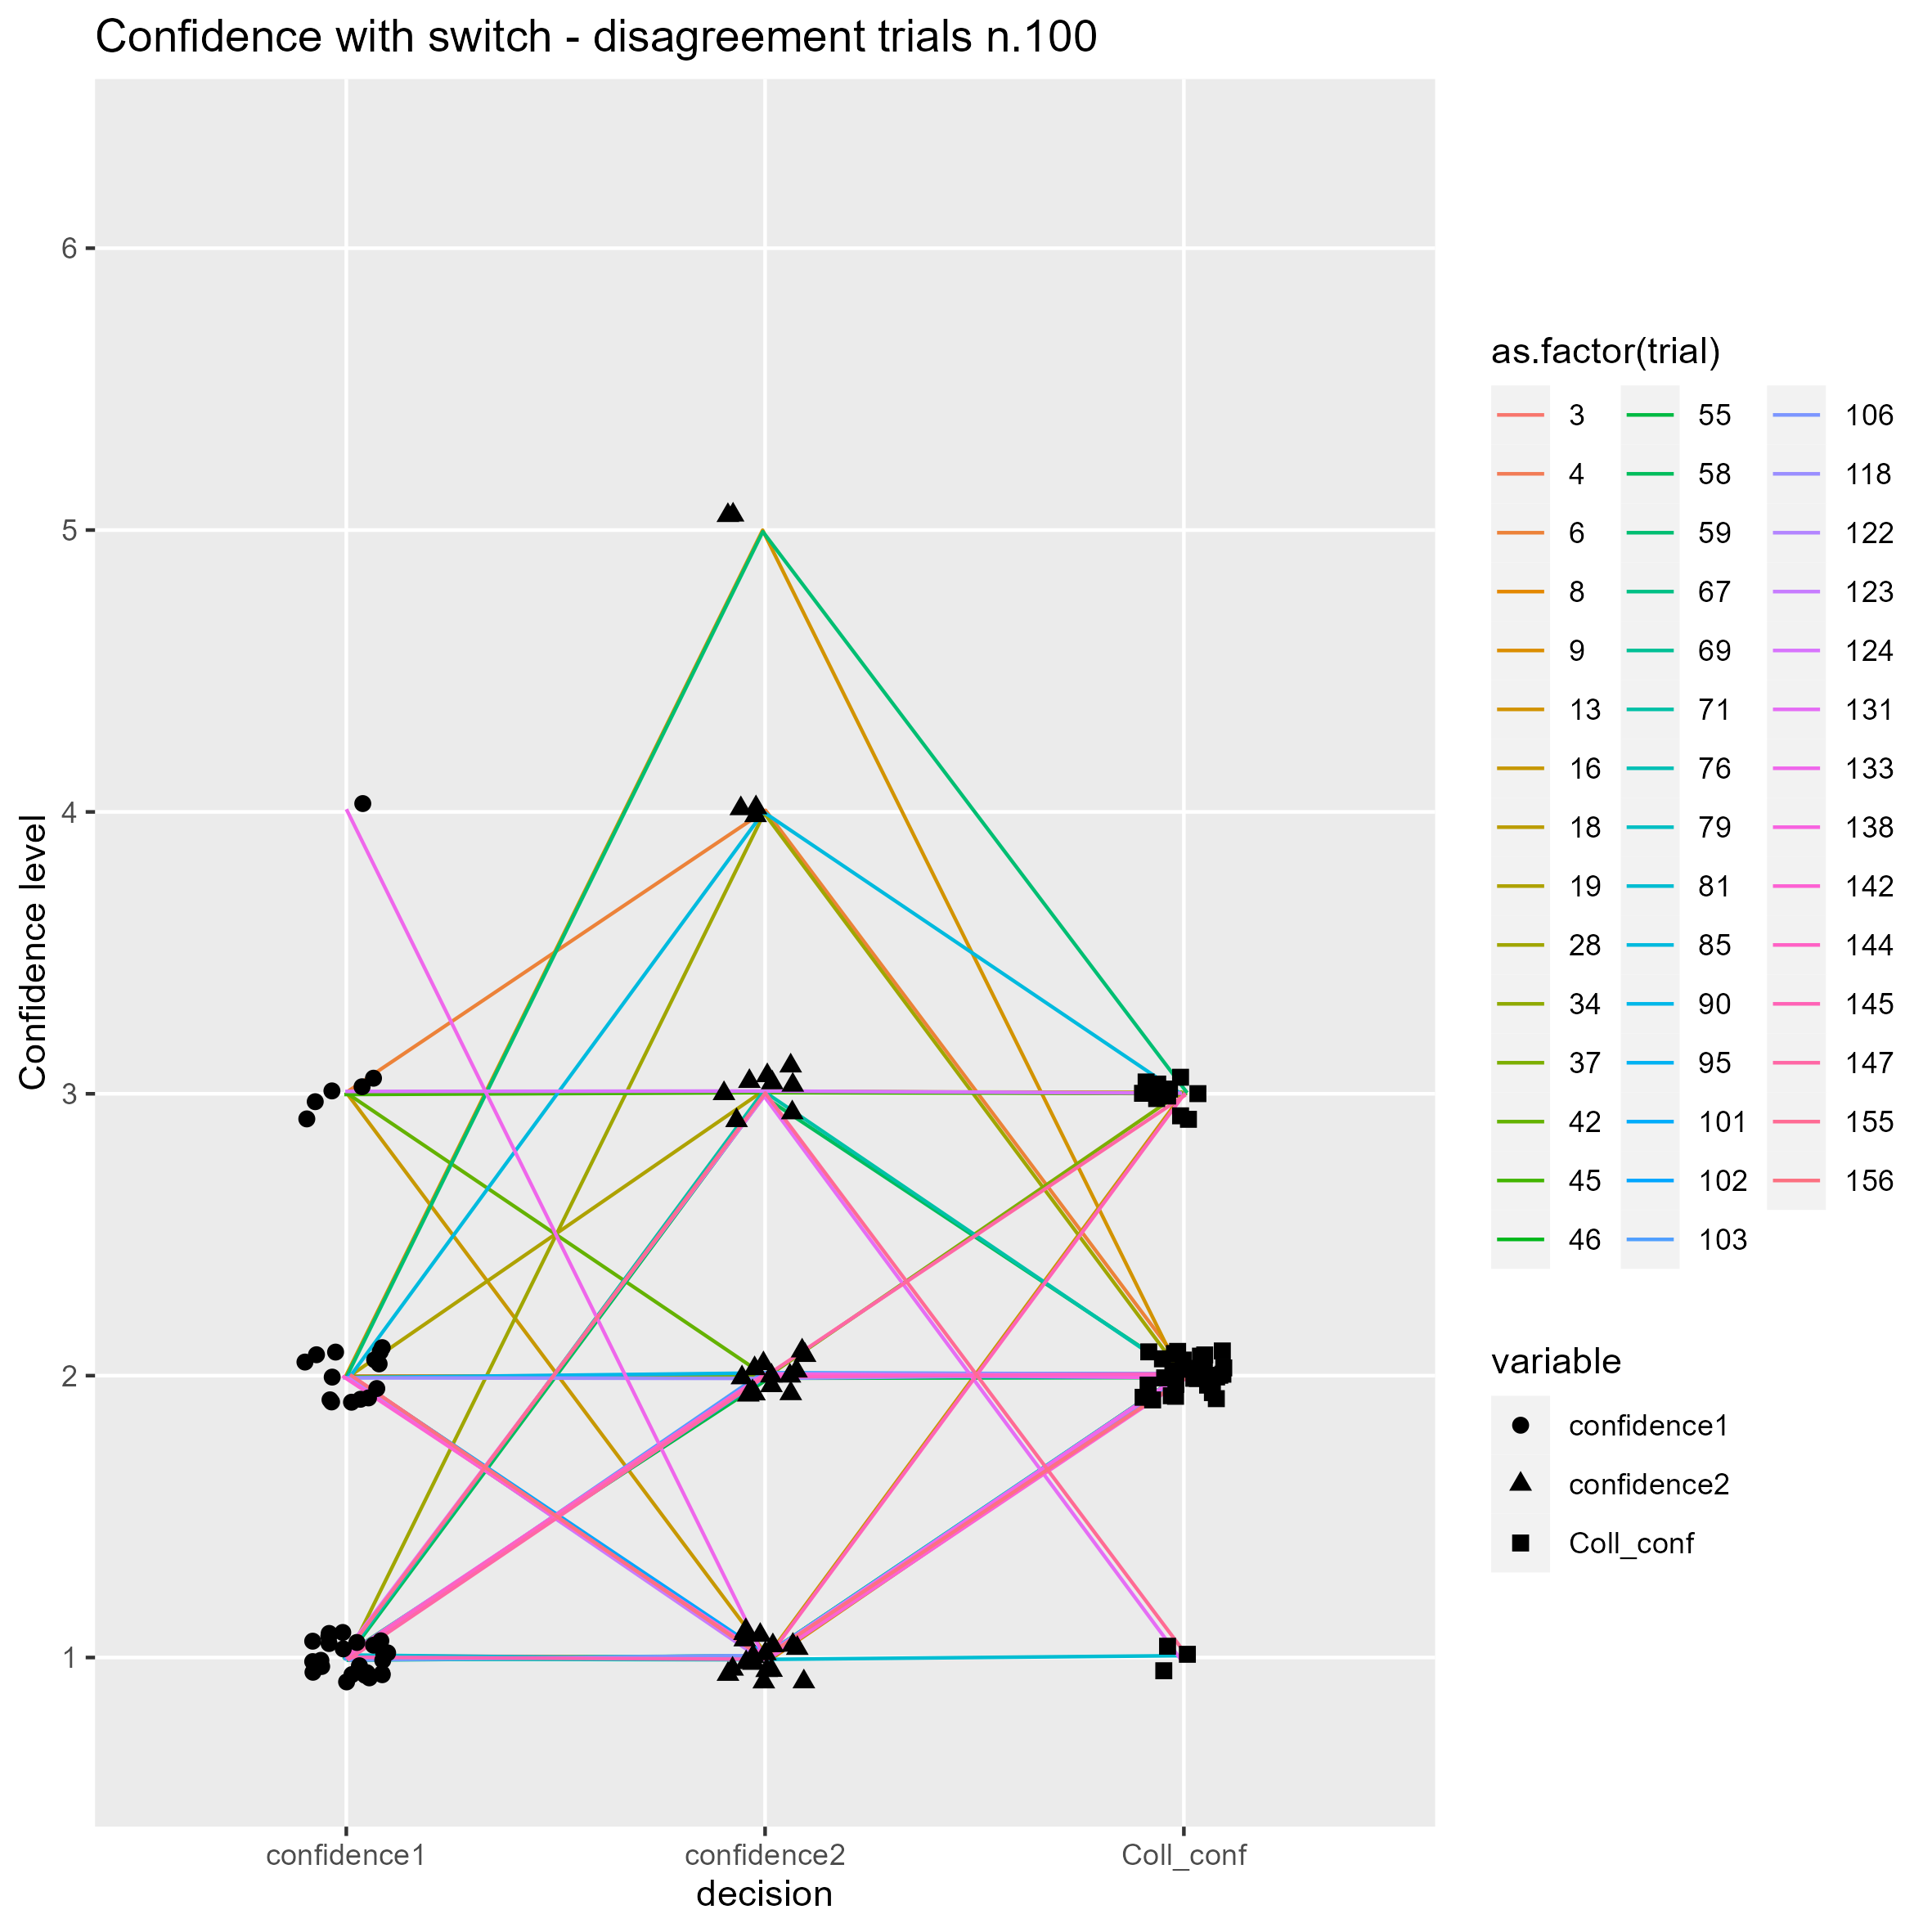 Confidence with switch - disagreement trials n.100
Confidence level
6
5
4
3
2
1
confidence1 confidence2 Coll_conf
decision
as.factor(trial)
3 55 106
4 58 118
6 59 122
8 67 123
9 69 124
13 71 131
16 76 133
18 79 138
19 81 142
28 85 144
34 90 145
37 95 147
42 101 155
45 102 156
46 103
variable
confidence1
confidence2
Coll_conf